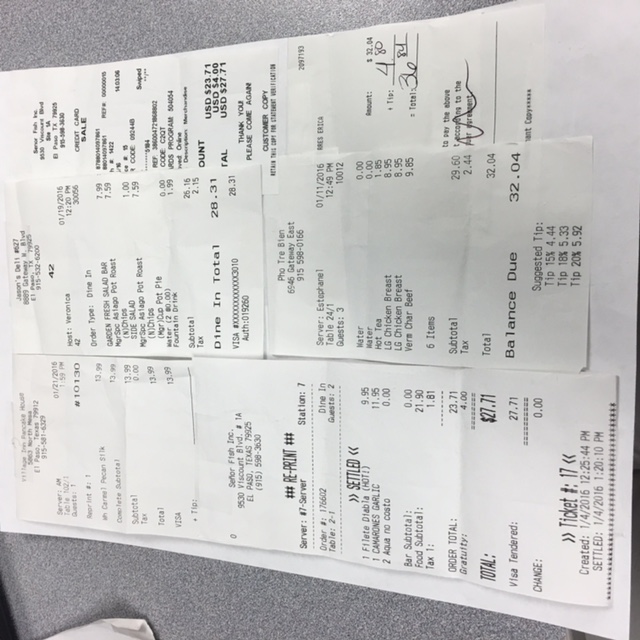 Village Inn Pancake House
5863 North Mesa
El Paso, Texas 79912
915-581-6329
Server: AM 01/21/2016
Table 102/1 1:59 PM
Guests: 1
#10130
Reprint #: 1
Wh Carmel Pecan Silk 13.99
Complete Subtotal 13.99
Subtotal 13.99
Tax 0.00
Total 13.99
VISA 13.99
+ Tip:
Jason's Deli #627
8889 Gateway W. Blvd
El Paso, TX 79925
915-532-6200
42
01/19/2016
Host: Veronica 12:20 PM
42 30056
Order Type: Dine In
GARDEN FRESH SALAD BAR 7.99
MgrSpc Asiago Pot Roast 7.59
(N)Chips
SIDE SALAD 1.00
MgrSpc Asiago Pot Roast 7.59
(N)Chips
(Mgr)Cup Pot Pie
Water (2 @0.00) 0.00
Fountain Drink 1.99
Subtotal 26.16
Tax 2.15
Dine In Total 28.31
VISA #XXXXXXXXXXXX3010 28.31
Auth:019260
Senor Fish Inc.
9530 Viscount Blvd
Ste 1A
El Paso TX 79925
915-598-3630
CREDIT CARD
SALE
8788014097861
88014097861 REF#: 00000015
#: 1422
/16 14:03:06
#: 15
CODE: 09244B
Swiped
5184
REF: 386004721868802
CODE: C2QT
ARDS PROGRAM: 504054
ved: Online
Description: Merchandise
OUNT USD $23.71
USD $4.00
TAL USD $27.71
THANK YOU!
PLEASE COME AGAIN!
CUSTOMER COPY
RETAIN THIS COPY FOR STATEMENT VERIFICATION
0
Señor Fish Inc.
9530 Viscount Blvd. # 1A
EL PASO, TEXAS 79925
(915) 598-3630
### RE-PRINT ###
Server: #7-Server Station: 7
Order #: 176602 Dine In
Table: 2-1 Guests: 2
>> SETTLED <<
1 Filete Diabla (HOT!) 9.95
1 CAMARONES GARLIC 11.95
2 Aqua no costo 0.00
Bar Subtotal: 0.00
Food Subtotal: 21.90
Tax 1: 1.81
ORDER TOTAL: 23.71
Gratuity: 4.00
TOTAL: $27.71
Visa Tendered: 27.71
CHANGE: 0.00
>> Ticket #: 17 <<
Created: 1/4/2016 12:25:44 PM
SETTLED: 1/4/2016 1:20:10 PM
Pho Tre Bien
6946 Gateway East
915 598-0166
Server: Estephanel 01/11/2016
Table 24/1 12:49 PM
Guests: 3 10012
Water 0.00
Water 0.00
Hot Tea 1.85
LG Chicken Breast 8.95
LG Chicken Breast 8.95
Verm Char Beef 9.85
6 Items
Subtotal 29.60
Tax 2.44
Total 32.04
Balance Due 32.04
Suggested Tip:
Tip 15% 4.44
Tip 18% 5.33
Tip 20% 5.92
2097193
RRES ERICA
Amount: $ 32.04
+ Tip: 4 80
= Total: 36 84
to pay the above
t according to the
agreement
ant Copy*****